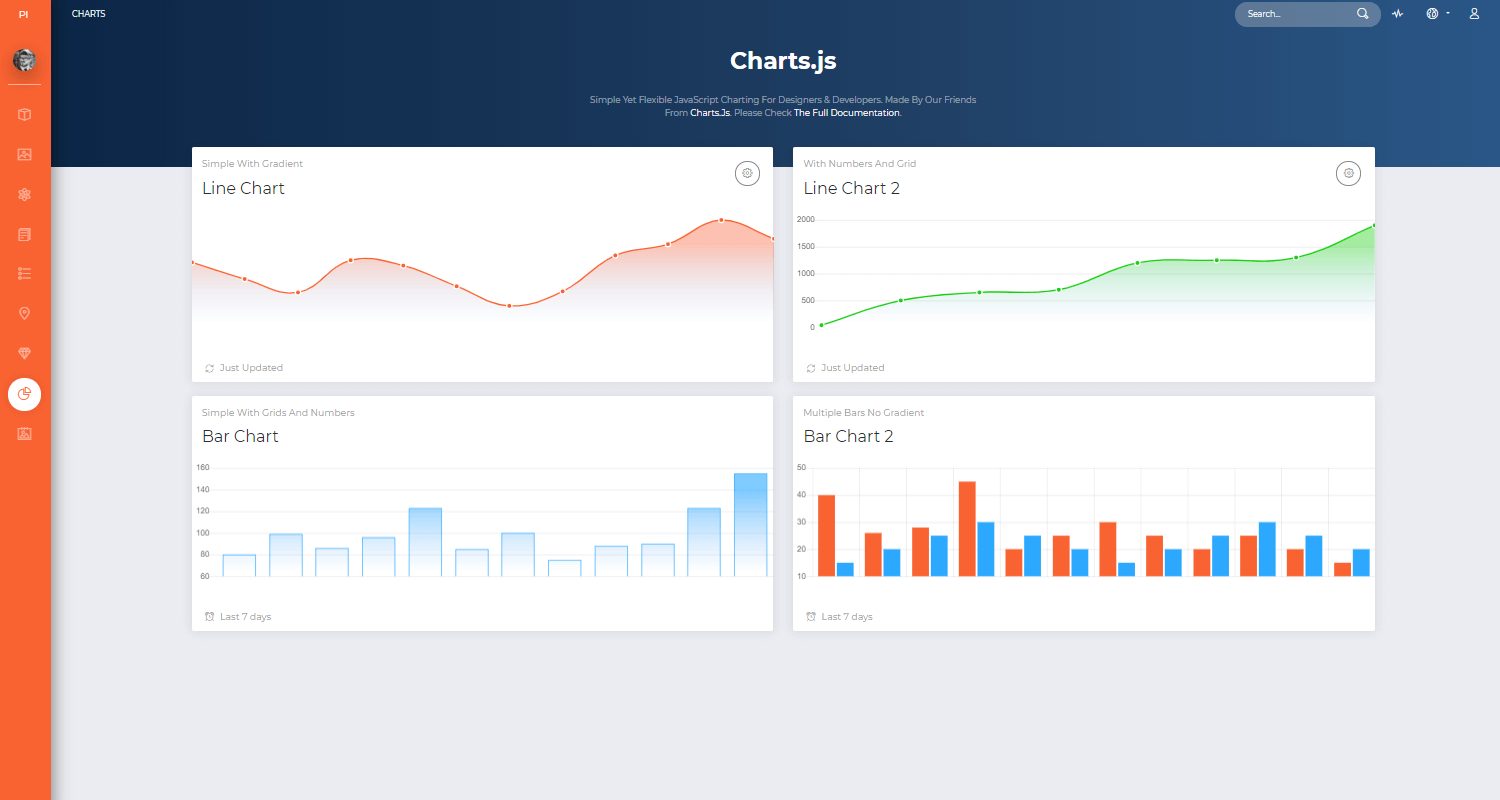 PI
CHARTS
Search...
Charts.js
Simple Yet Flexible JavaScript Charting For Designers & Developers. Made By Our Friends
From Charts.Js. Please Check The Full Documentation.
Simple With Gradient
Line Chart
Just Updated
With Numbers And Grid
Line Chart 2
2000
1500
1000
500
0
Just Updated
Simple With Grids And Numbers
Bar Chart
160
140
120
100
80
60
Last 7 days
Multiple Bars No Gradient
Bar Chart 2
50
40
30
20
10
Last 7 days